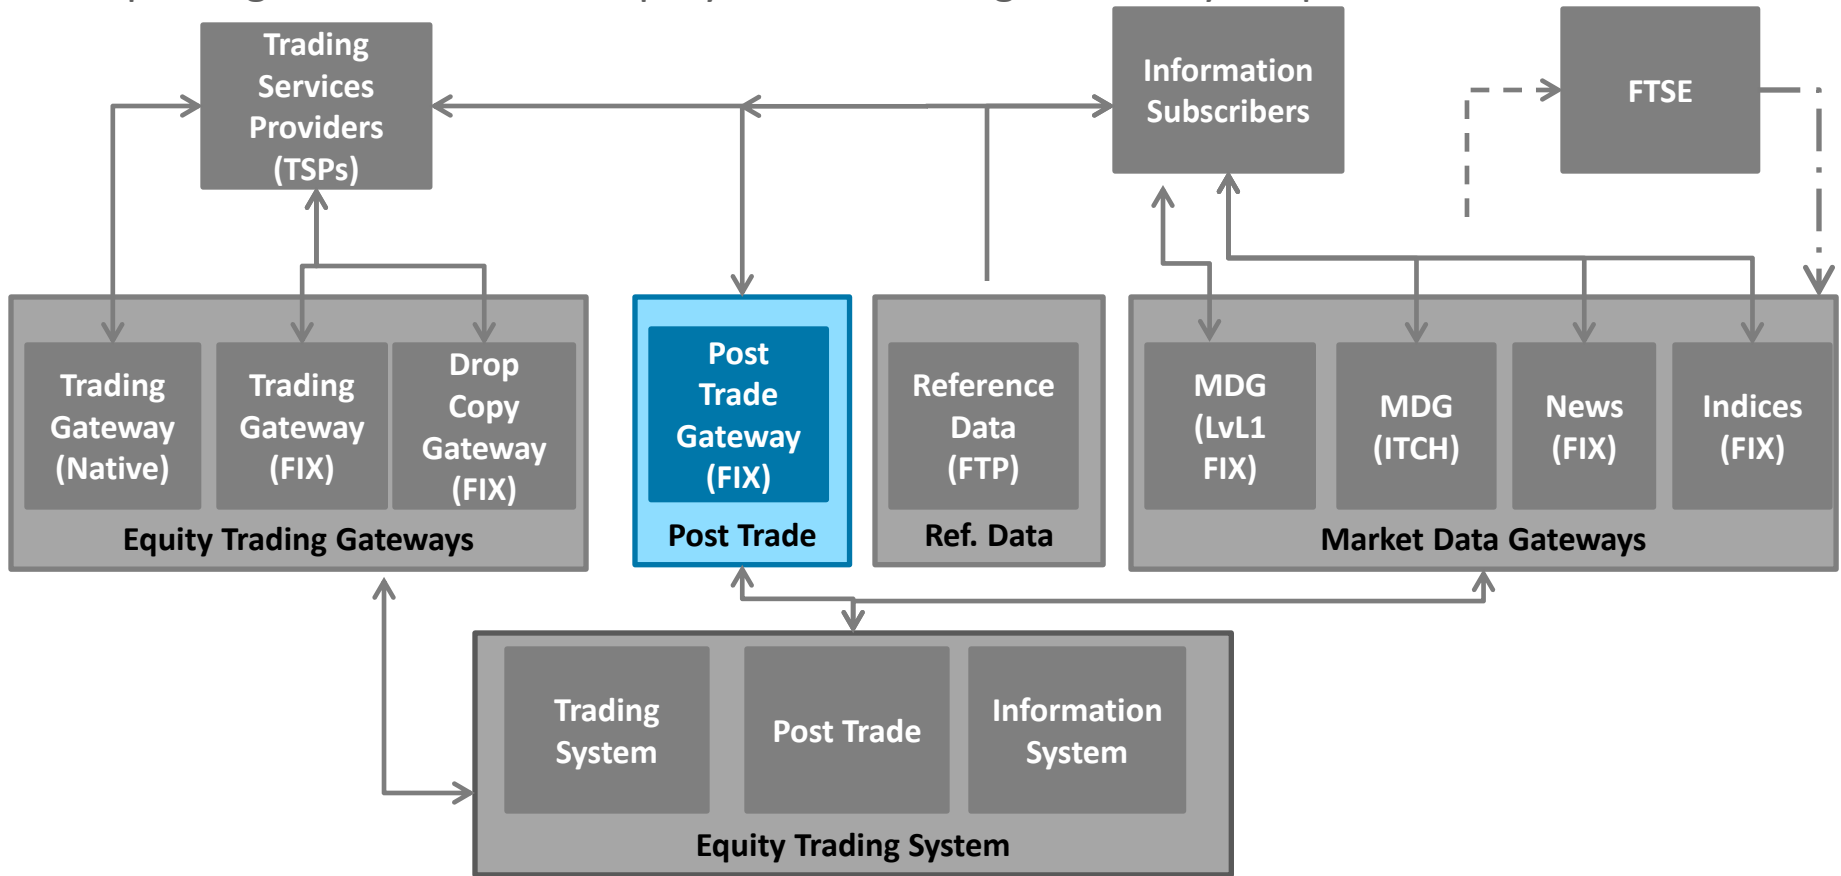 Trading
Services
Providers
(TSPs)
Information
Subscribers
FTSE
Trading
Gateway
(Native)
Trading
Gateway
(FIX)
Drop
Copy
Gateway
(FIX)
Equity Trading Gateways
Post
Trade
Gateway
(FIX)
Post Trade
Reference
Data
(FTP)
Ref. Data
MDG
(LvL1
FIX)
MDG
(ITCH)
News
(FIX)
Indices
(FIX)
Market Data Gateways
Trading
System
Post Trade
Information
System
Equity Trading System